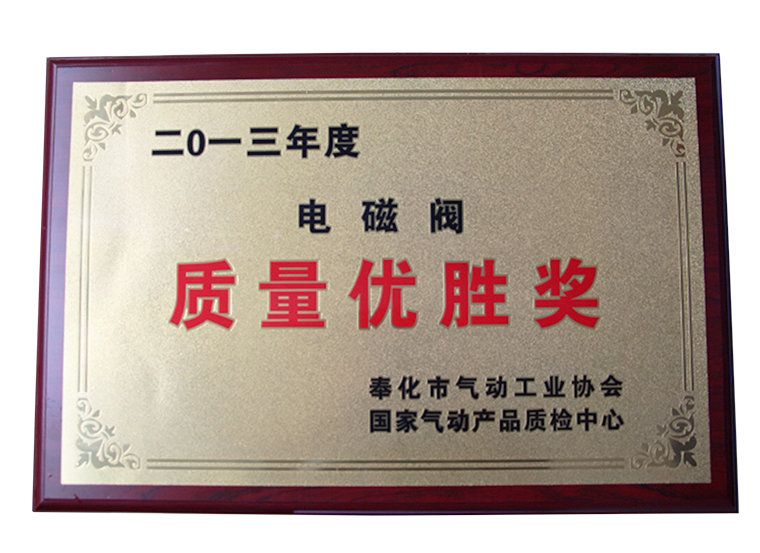 二0一三年度
电磁阀
质量优胜奖
奉化市气动工业协会
国家气动产品质检中心